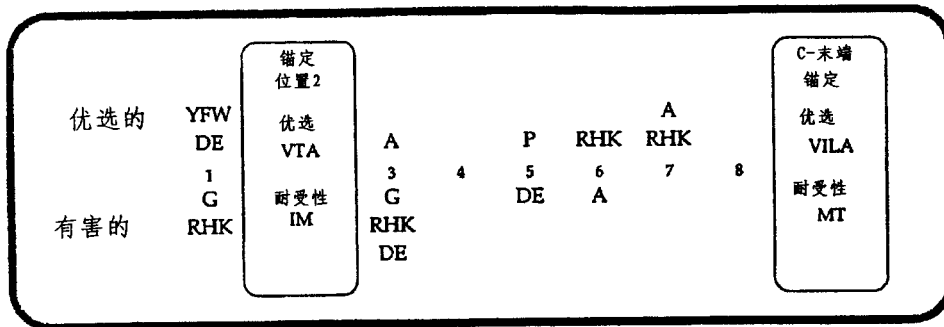 锚定
位置2
C-末端
锚定
优选的 YFW 优选 A 优选
DE VTA A P RHK RHK VILA
1 3 4 5 6 7 8
G 耐受性 G DE A 耐受性
有害的 RHK IM RHK MT
DE